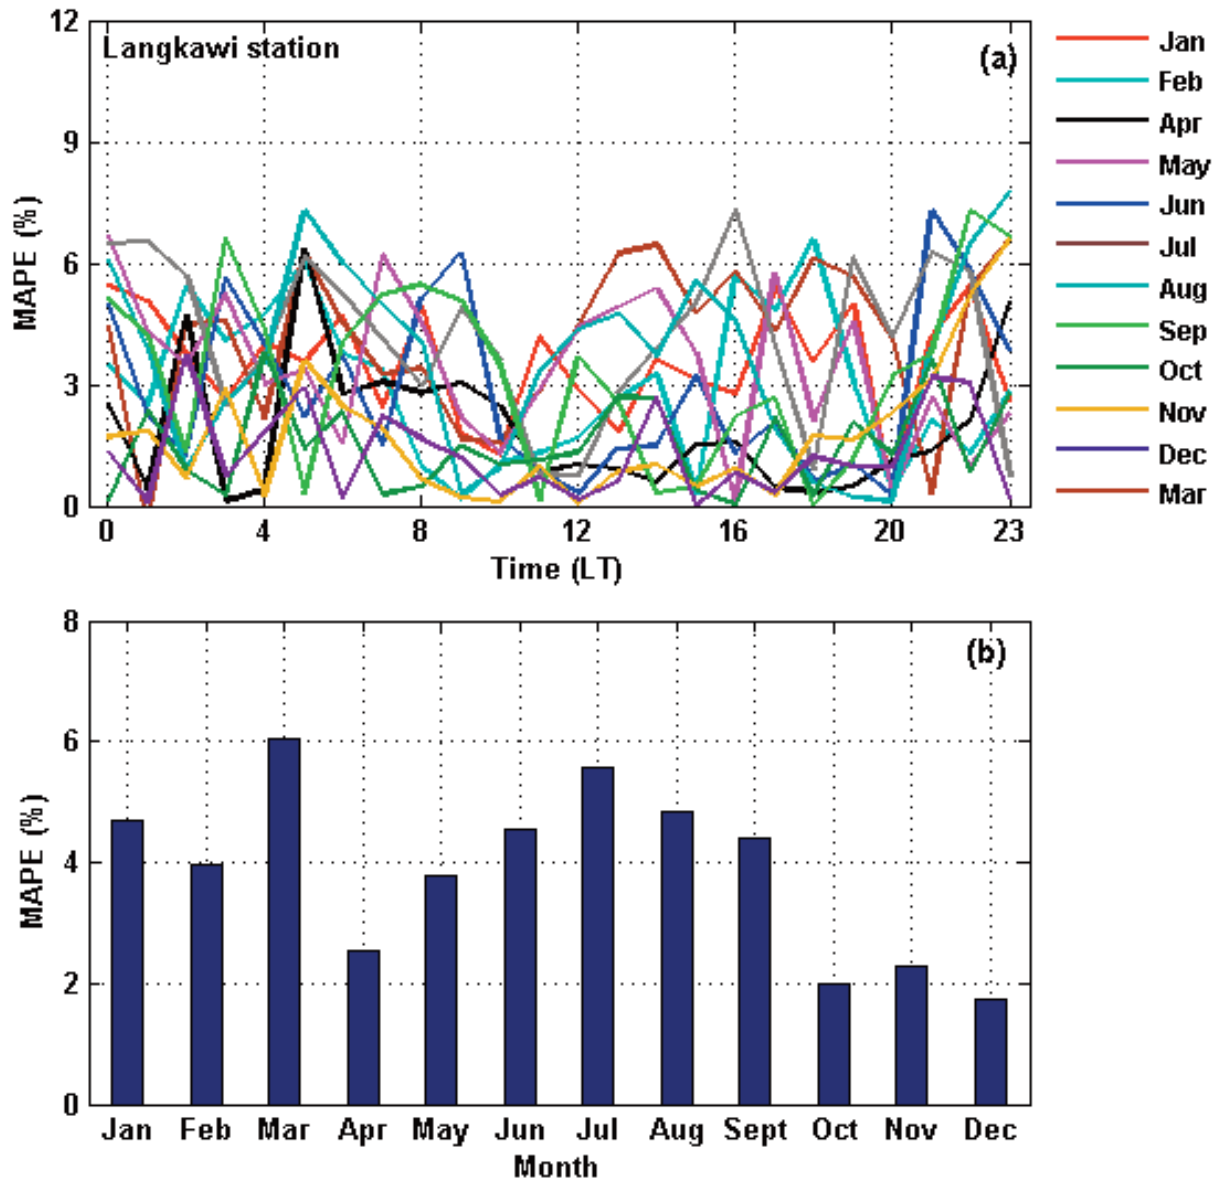 12
Langkawi station
(a)
9
6
3
0
MAPE (%)
0 4 8 12 16 20 23
Time (LT)
Jan
Feb
Apr
May
Jun
Jul
Aug
Sep
Oct
Nov
Dec
Mar
8
(b)
6
4
2
0
MAPE (%)
Jan Feb Mar Apr May Jun Jul Aug Sept Oct Nov Dec
Month